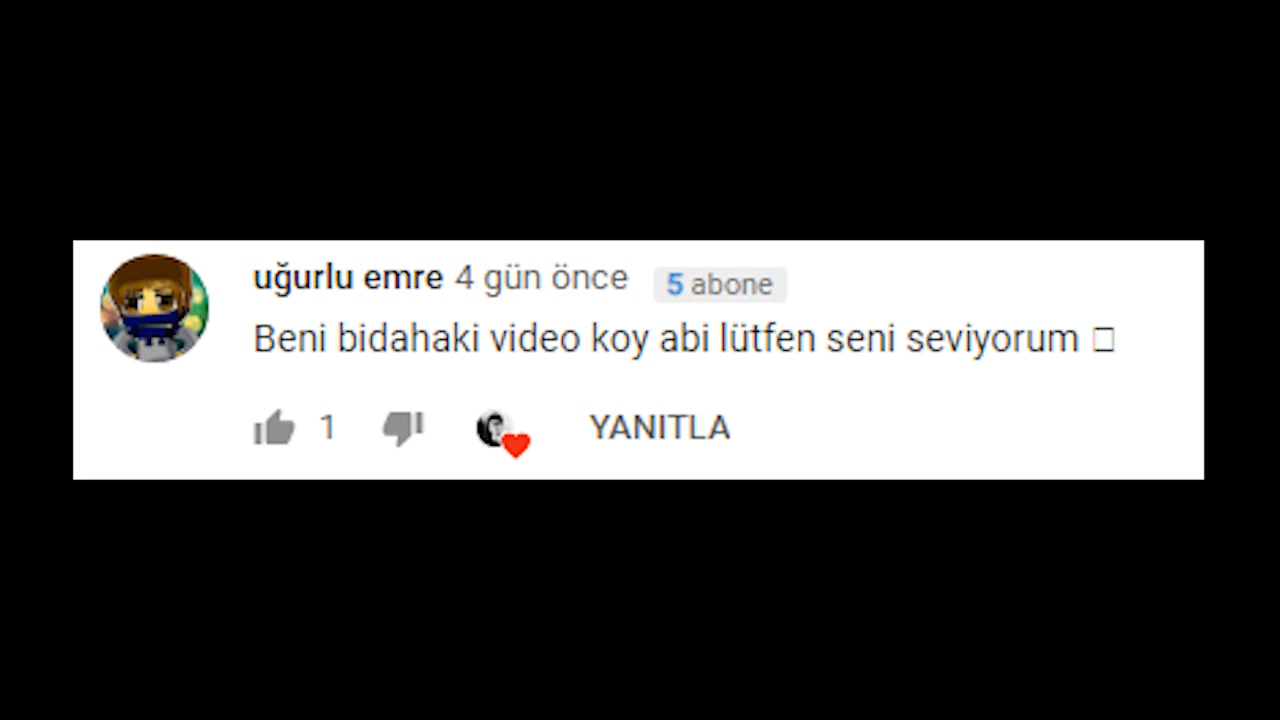 uğurlu emre 4 gün önce 5 abone
Beni bidahaki video koy abi lütfen seni seviyorum □
1 YANITLA